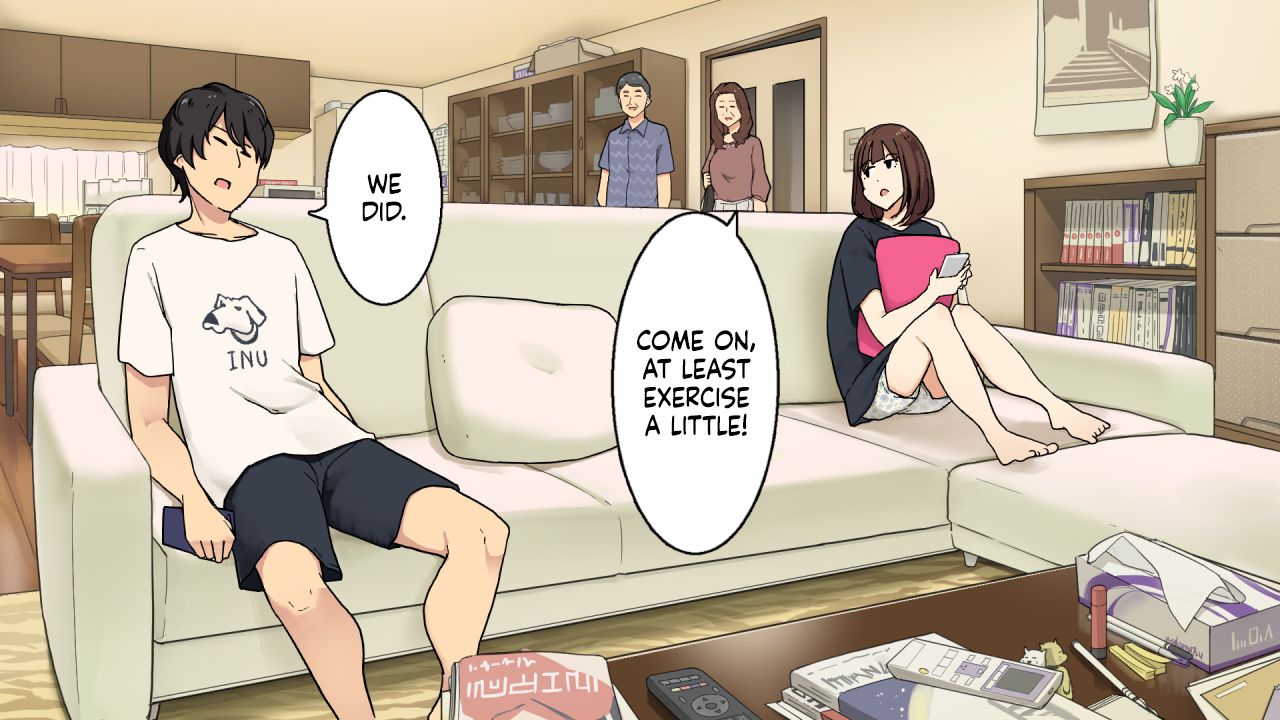 WE
DID.
COME ON,
AT LEAST
EXERCISE
A LITTLE!
INU